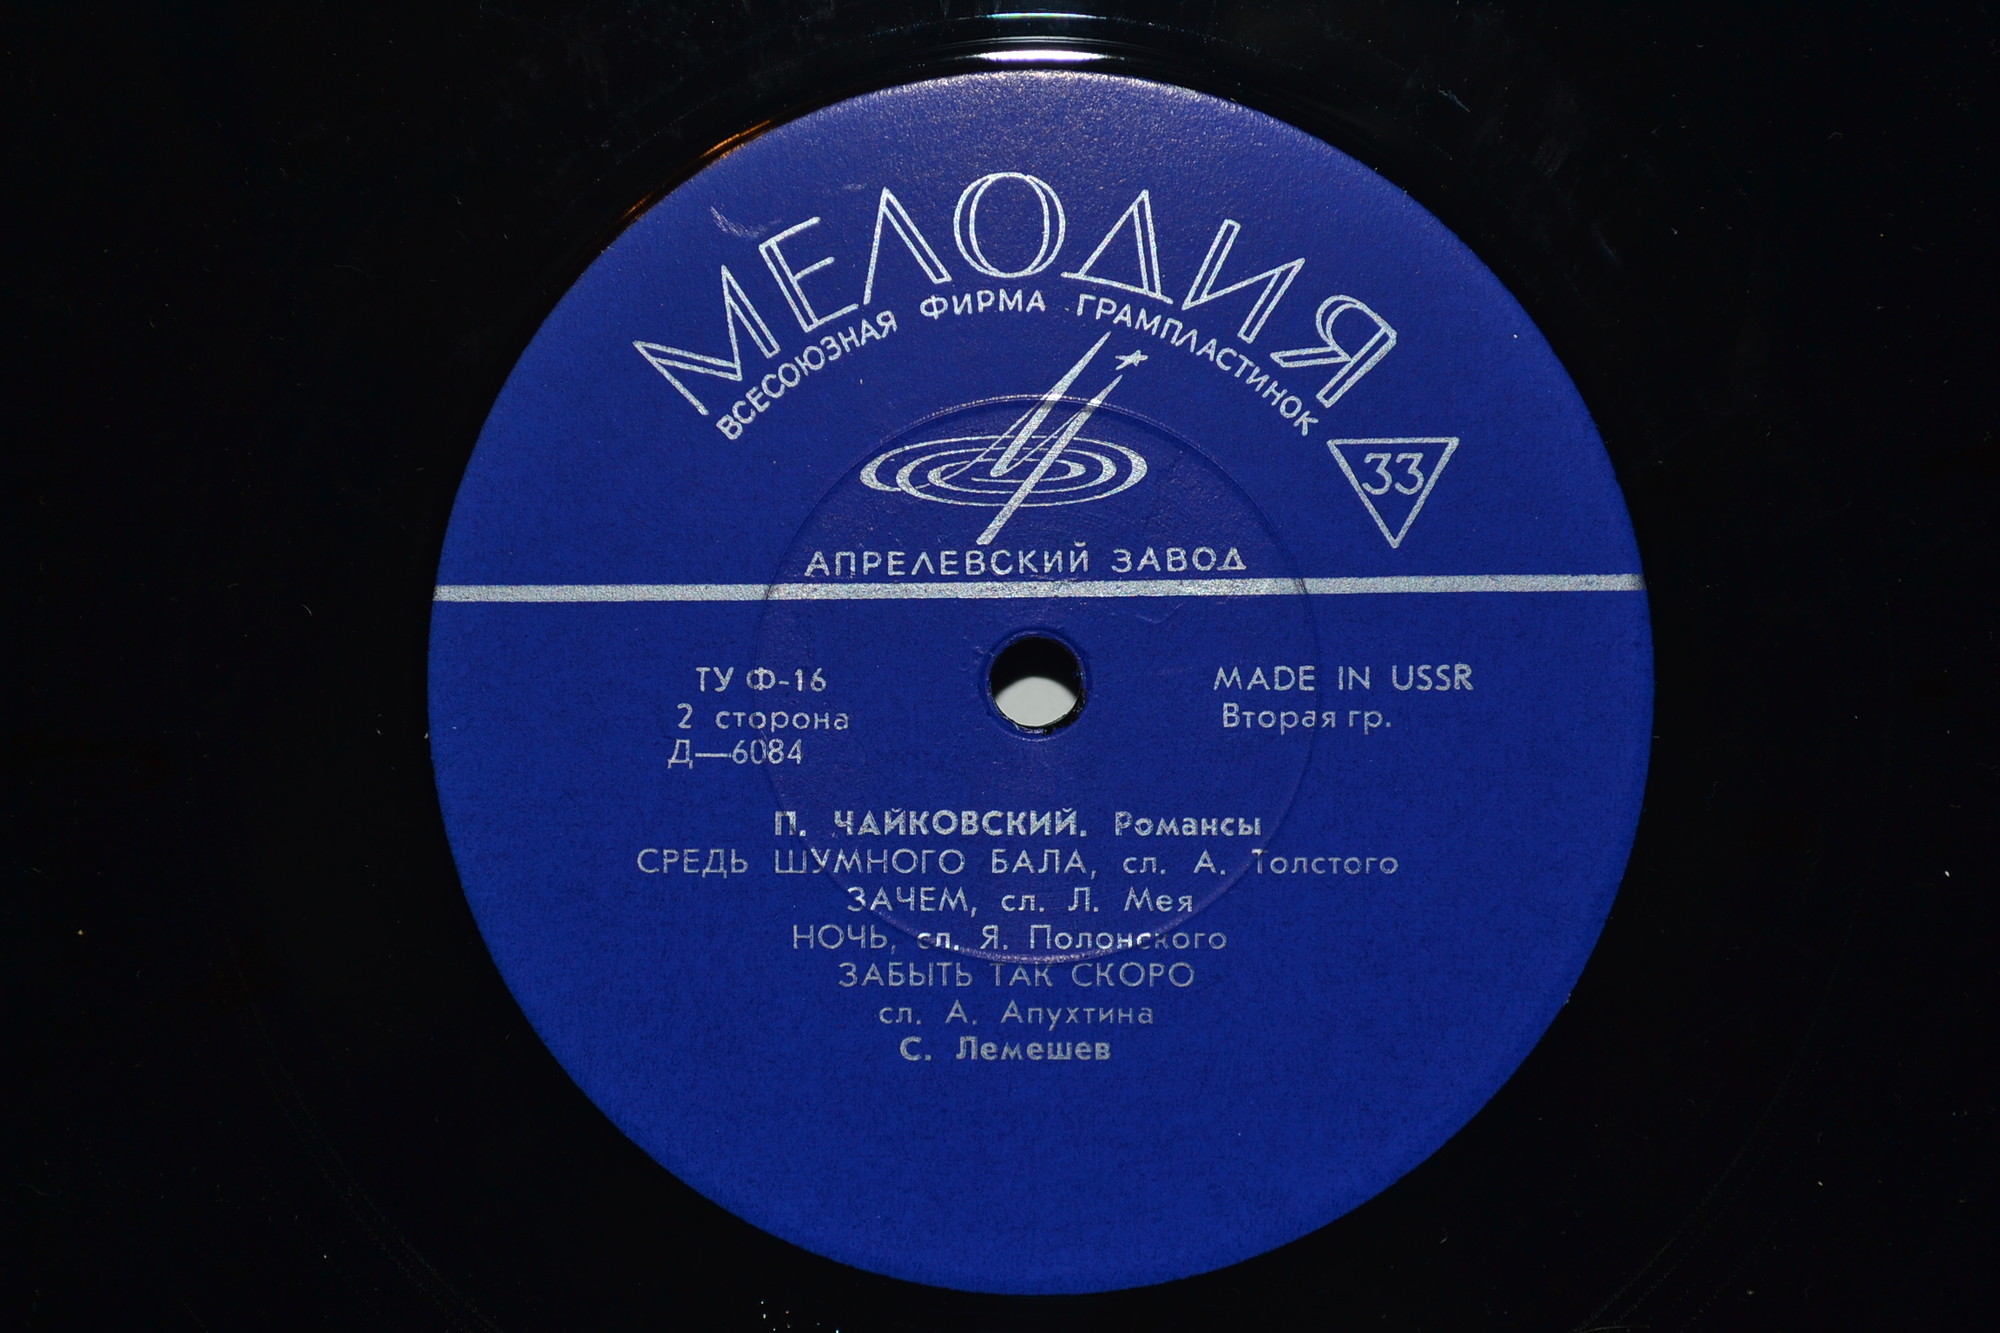 МЕЛОДИЯ
ВСЕСОЮЗНАЯ ФИРМА ГРАМПЛАСТИНОК
33
АПРЕЛЕВСКИЙ ЗАВОД
ТУ Ф-16
2 сторона
Д—6084
MADE IN USSR
Вторая гр.
П. ЧАЙКОВСКИЙ. Романсы
СРЕДЬ ШУМНОГО БАЛА, сл. А. Толстого
ЗАЧЕМ, сл. Л. Мея
НОЧЬ, сл. Я. Полонского
ЗАБЫТЬ ТАК СКОРО
сл. А. Апухтина
С. Лемешев